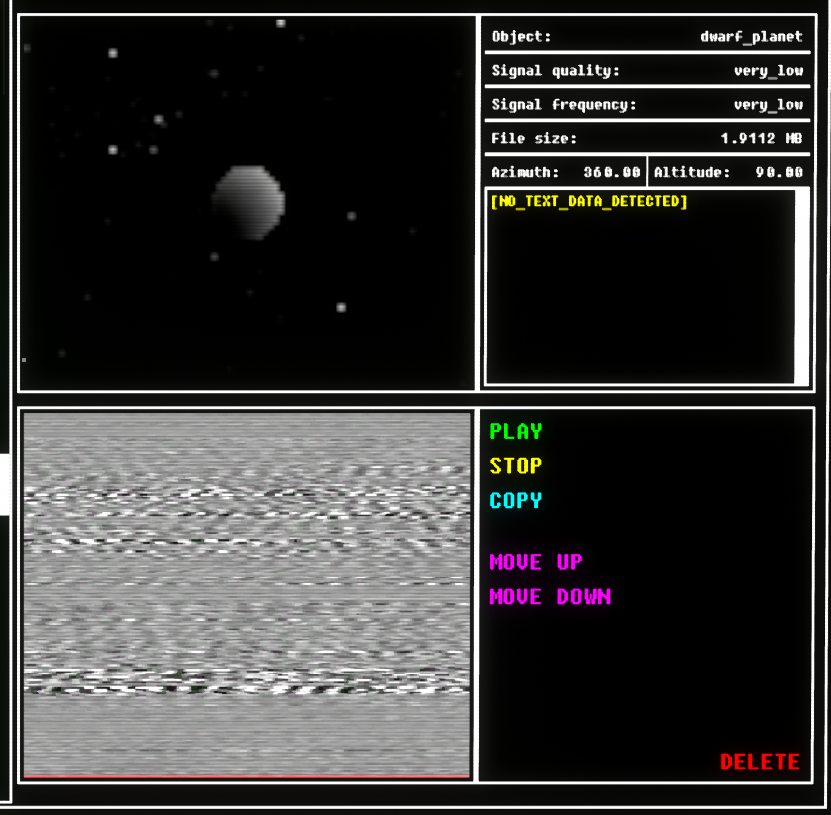 Object: dwarf_planet
Signal quality: very_low
Signal frequency: very_low
File size: 1.9112 MB
Azimuth: 360.00 Altitude: 90.00
[NO_TEXT_DATA_DETECTED]
PLAY
STOP
COPY
MOVE UP
MOVE DOWN
DELETE